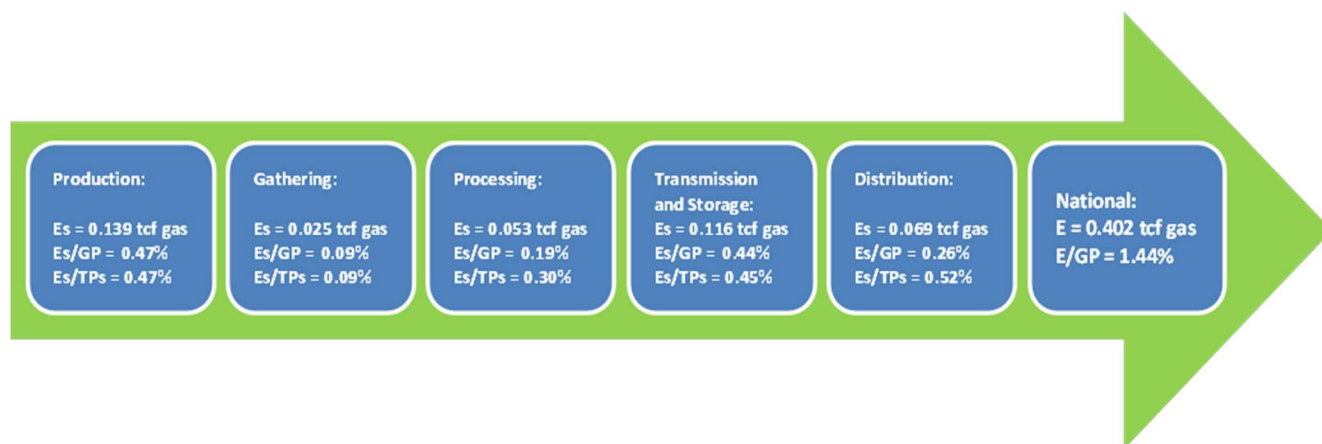 Production:
Es = 0.139 tcf gas
Es/GP = 0.47%
Es/TPs = 0.47%
Gathering:
Es = 0.025 tcf gas
Es/GP = 0.09%
Es/TPs = 0.09%
Processing:
Es = 0.053 tcf gas
Es/GP = 0.19%
Es/TPs = 0.30%
Transmission
and Storage:
Es = 0.116 tcf gas
Es/GP = 0.44%
Es/TPs = 0.45%
Distribution:
Es = 0.069 tcf gas
Es/GP = 0.26%
Es/TPs = 0.52%
National:
E = 0.402 tcf gas
E/GP = 1.44%